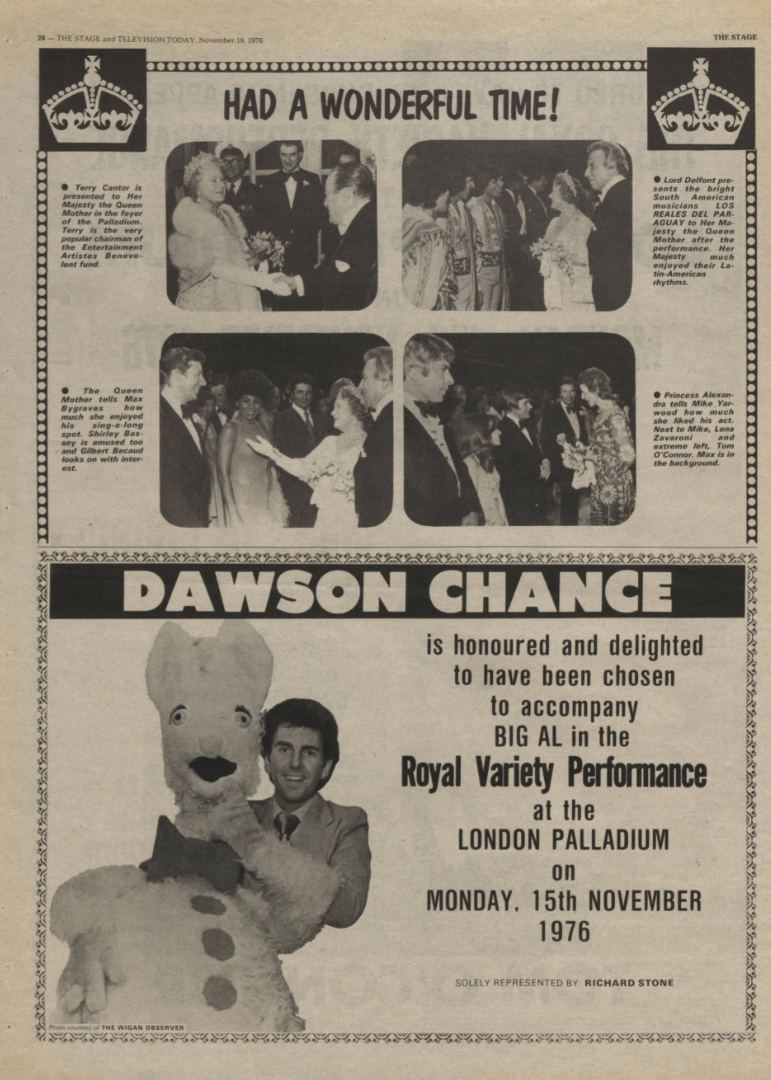 26 — THE STAGE and TELEVISION TODAY, November 18, 1976
THE STAGE
HAD A WONDERFUL TIME!
● Terry Cantor is
presented to Her
Majesty the Queen
Mother in the foyer
of the Palladium.
Terry is the very
popular chairman of
the Entertainment
Artistes Benevo-
lent fund.
● Lord Delfont pre-
sents the bright
South American
musicians LOS
REALES DEL PAR-
AGUAY to Her Ma-
jesty the Queen
Mother after the
performance. Her
Majesty much
enjoyed their La-
tin-American
rhythms.
● The Queen
Mother tells Max
Bygraves how
much she enjoyed
his sing-a-long
spot. Shirley Bas-
sey is amused too
and Gilbert Becaud
looks on with inter-
est.
● Princess Alexan-
dra tells Mike Yar-
wood how much
she liked his act.
Next to Mike, Lena
Zavaroni and
extreme left, Tom
O'Connor. Max is in
the background.
DAWSON CHANCE
is honoured and delighted
to have been chosen
to accompany
BIG AL in the
Royal Variety Performance
at the
LONDON PALLADIUM
on
MONDAY, 15th NOVEMBER
1976
SOLELY REPRESENTED BY RICHARD STONE
Photo courtesy of THE WIGAN OBSERVER